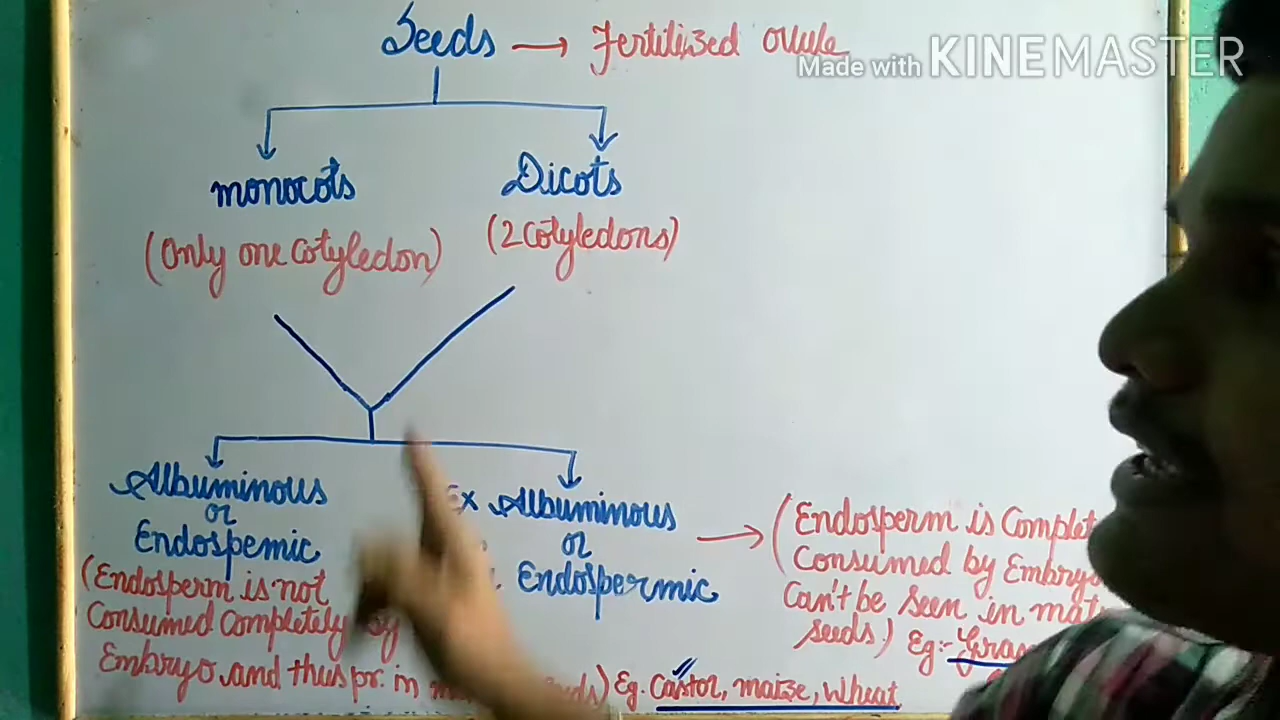 Seeds → Fertilized ovule
Made with KINEMASTER
monocots
Dicots
(Only one Cotyledon)
(2 Cotyledons)
Albuminous
or
Endospemic
(Endosperm is not
Consumed Completely by
Embryo and thus pr. in
Eg. Castor, maize, wheat
Ex Albuminous
or
Endospermic
→ (Endosperm is
Consumed by Embryo
Can't be seen in
seeds) Eg:-